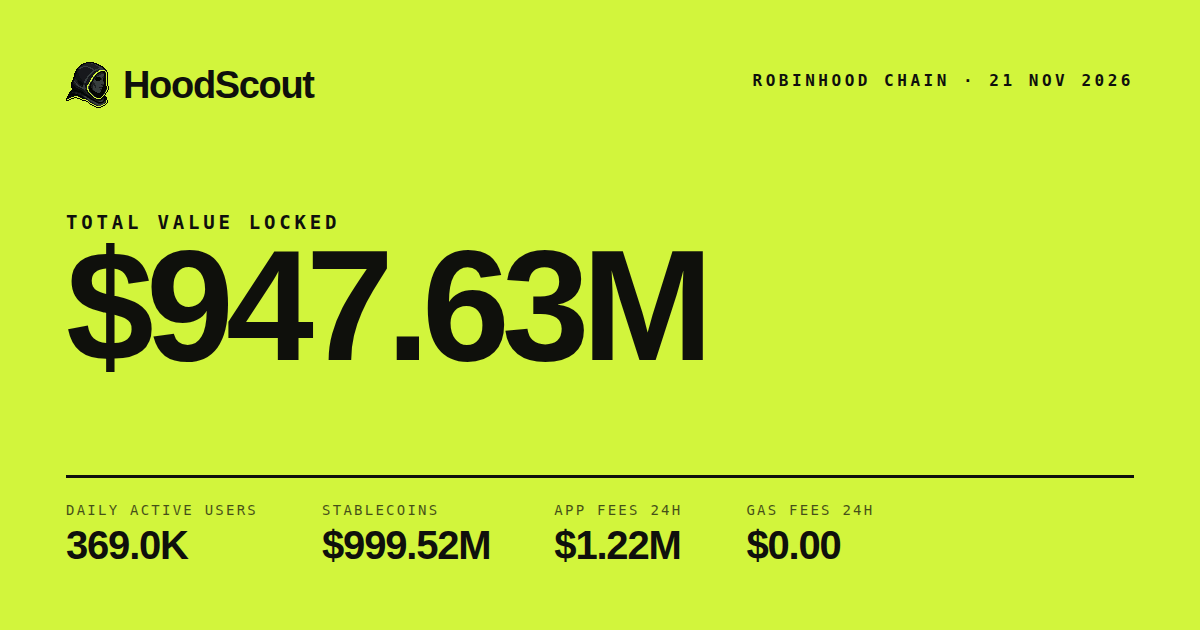 HoodScout
ROBINHOOD CHAIN · 21 NOV 2026
TOTAL VALUE LOCKED
$947.63M
DAILY ACTIVE USERS STABLECOINS APP FEES 24H GAS FEES 24H
369.0K $999.52M $1.22M $0.00